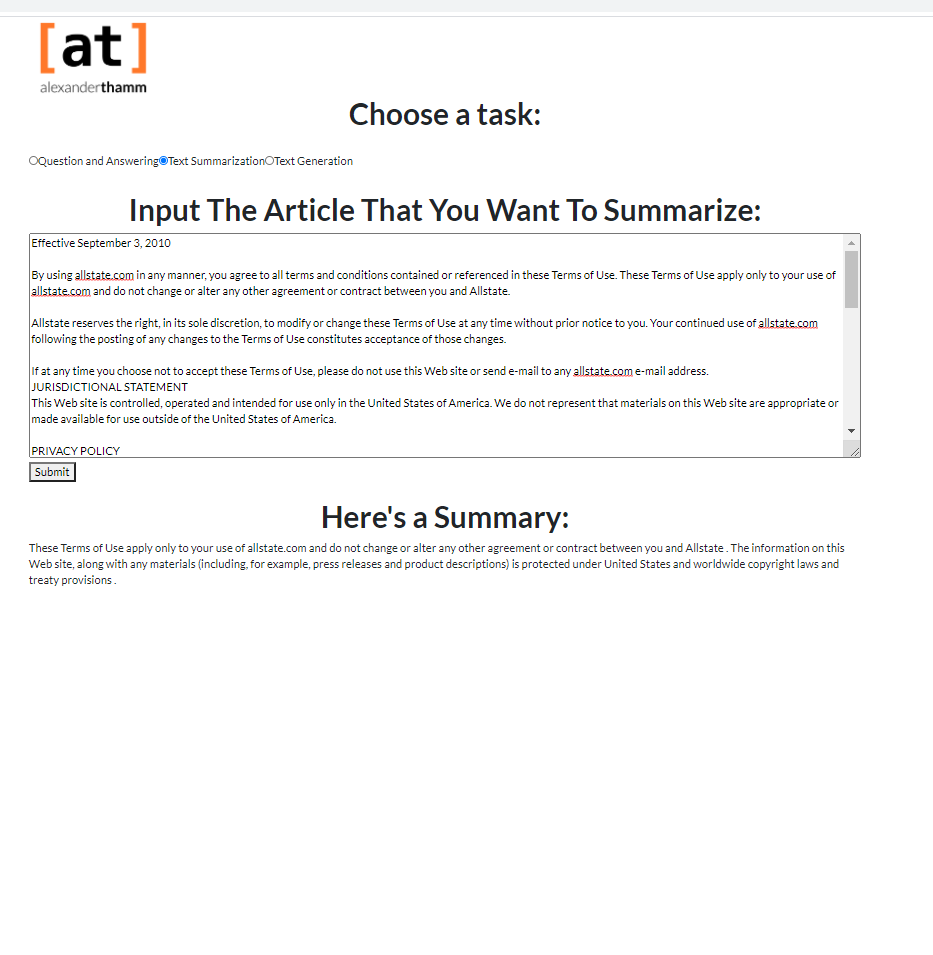 [at]
alexanderthamm
Choose a task:
Question and Answering Text Summarization Text Generation
Input The Article That You Want To Summarize:
Effective September 3, 2010
By using allstate.com in any manner, you agree to all terms and conditions contained or referenced in these Terms of Use. These Terms of Use apply only to your use of
allstate.com and do not change or alter any other agreement or contract between you and Allstate.
Allstate reserves the right, in its sole discretion, to modify or change these Terms of Use at any time without prior notice to you. Your continued use of allstate.com
following the posting of any changes to the Terms of Use constitutes acceptance of those changes.
If at any time you choose not to accept these Terms of Use, please do not use this Web site or send e-mail to any allstate.com e-mail address.
JURISDICTIONAL STATEMENT
This Web site is controlled, operated and intended for use only in the United States of America. We do not represent that materials on this Web site are appropriate or
made available for use outside of the United States of America.
PRIVACY POLICY
Submit
Here's a Summary:
These Terms of Use apply only to your use of allstate.com and do not change or alter any other agreement or contract between you and Allstate . The information on this
Web site, along with any materials (including, for example, press releases and product descriptions) is protected under United States and worldwide copyright laws and
treaty provisions .